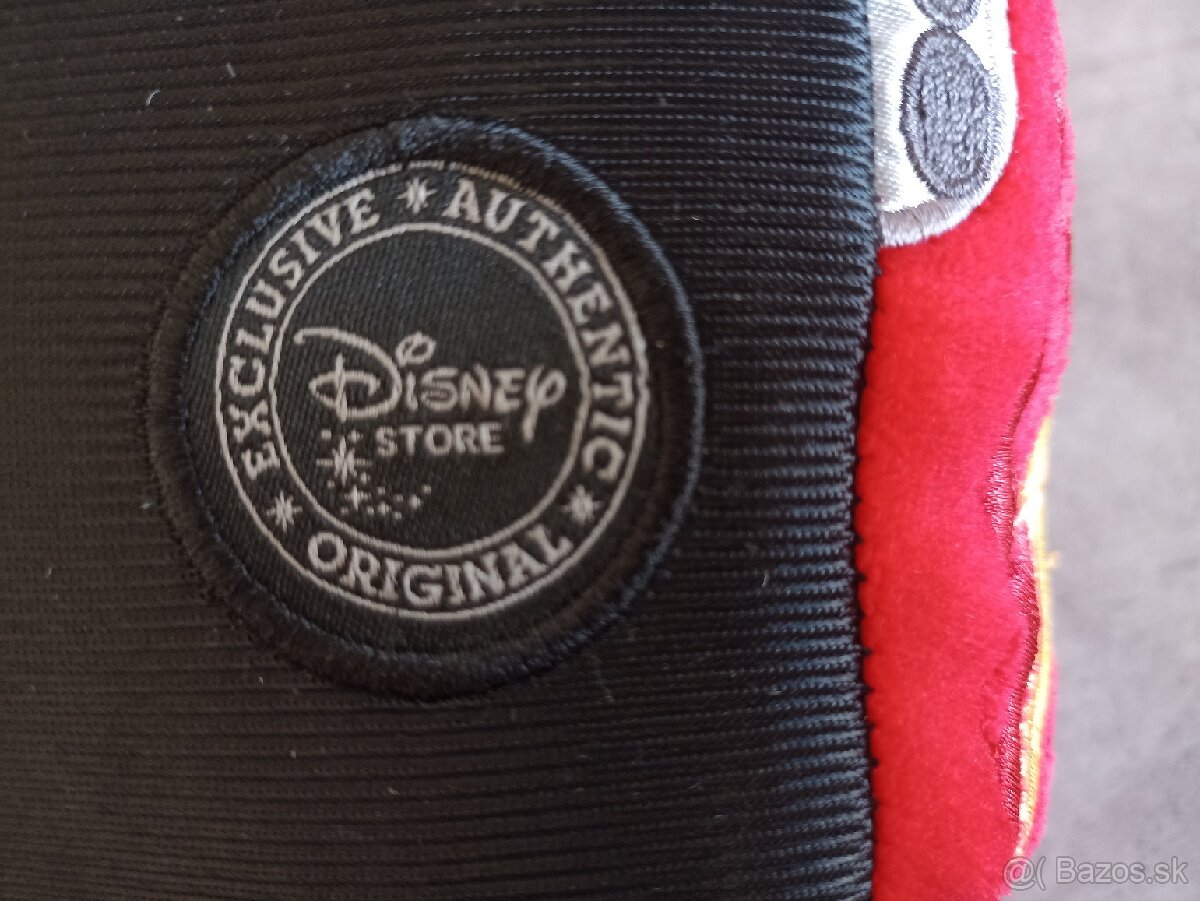 EXCLUSIVE * AUTHENTIC * ORIGINAL *
Disney
STORE
@( Bazos.sk